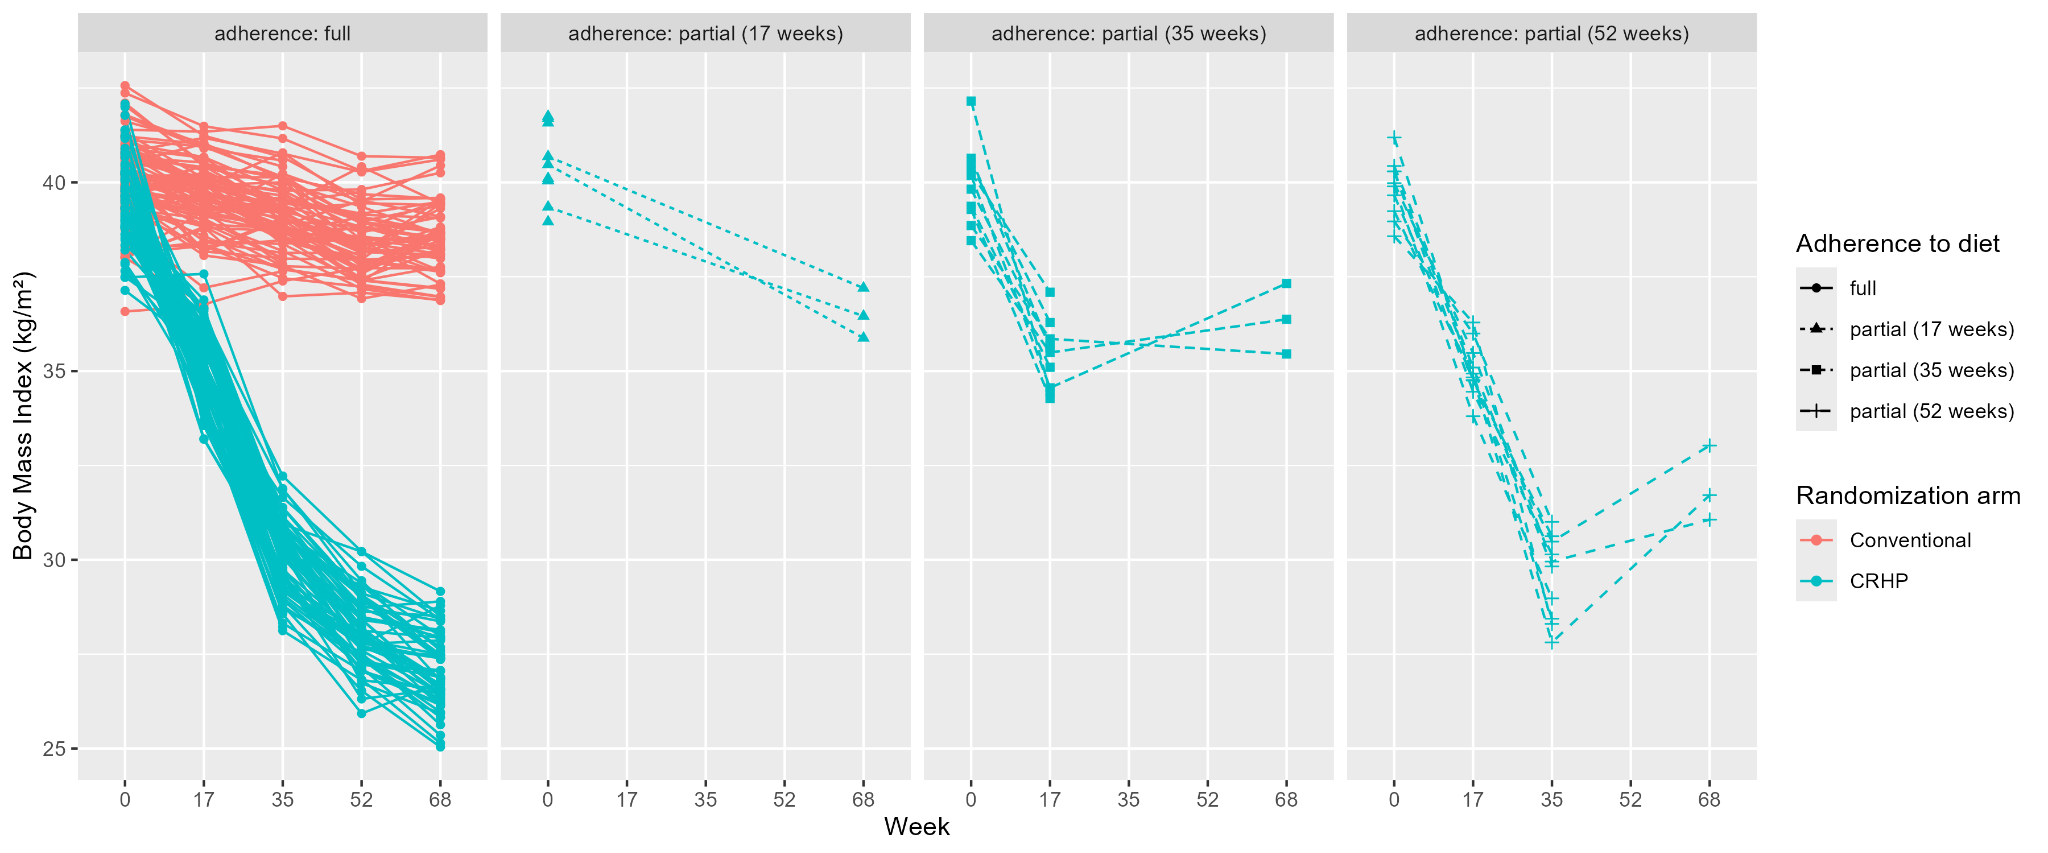 adherence: full
adherence: partial (17 weeks)
adherence: partial (35 weeks)
adherence: partial (52 weeks)
Body Mass Index (kg/m²)
40
35
30
25
0 17 35 52 68
0 17 35 52 68
0 17 35 52 68
0 17 35 52 68
Week
Adherence to diet
full
partial (17 weeks)
partial (35 weeks)
partial (52 weeks)
Randomization arm
Conventional
CRHP